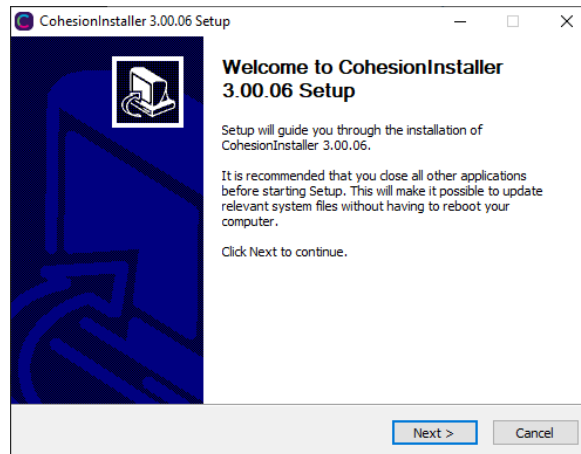 CohesionInstaller 3.00.06 Setup
Welcome to CohesionInstaller
3.00.06 Setup
Setup will guide you through the installation of
CohesionInstaller 3.00.06.
It is recommended that you close all other applications
before starting Setup. This will make it possible to update
relevant system files without having to reboot your
computer.
Click Next to continue.
Next >
Cancel